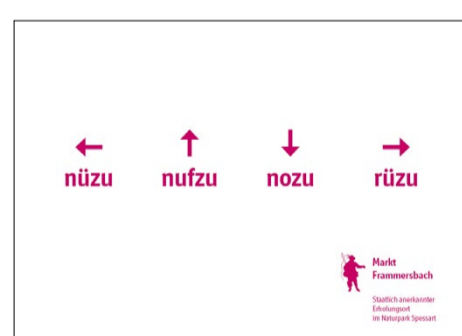 nüzu nufzu nozu rüzu
Markt
Frammersbach
Staatlich anerkannter
Erholungsort
im Naturpark Spessart